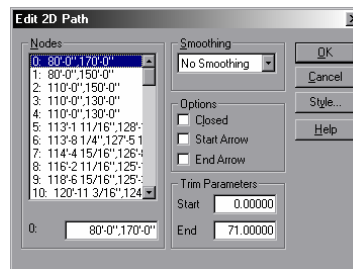 Edit 2D Path
Nodes
0: 80'-0",170'-0"
1: 80'-0",150'-0"
2: 110'-0",150'-0"
3: 110'-0",130'-0"
4: 110'-0",130'-0"
5: 113'-1 11/16",128'-
6: 113'-8 1/4",127'-5 1
7: 114'-4 15/16",126'-
8: 116'-2 11/16",125'-
9: 118'-6 15/16",125'-
10: 120'-11 3/16",124
0: 80'-0",170'-0"
Smoothing
No Smoothing
Options
Closed
Start Arrow
End Arrow
Trim Parameters
Start 0.00000
End 71.00000
OK
Cancel
Style...
Help